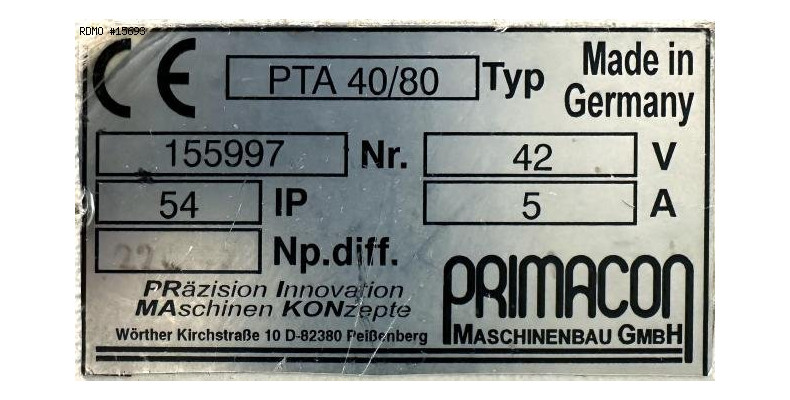 RDMO #15693
CE PTA 40/80 Typ Made in
Germany
155997 Nr. 42 V
54 IP 5 A
Np.diff.
PRäzision Innovation
MAschinen KONzepte
Wörther Kirchstraße 10 D-82380 Peißenberg
PRIMACON
MASCHINENBAU GMBH